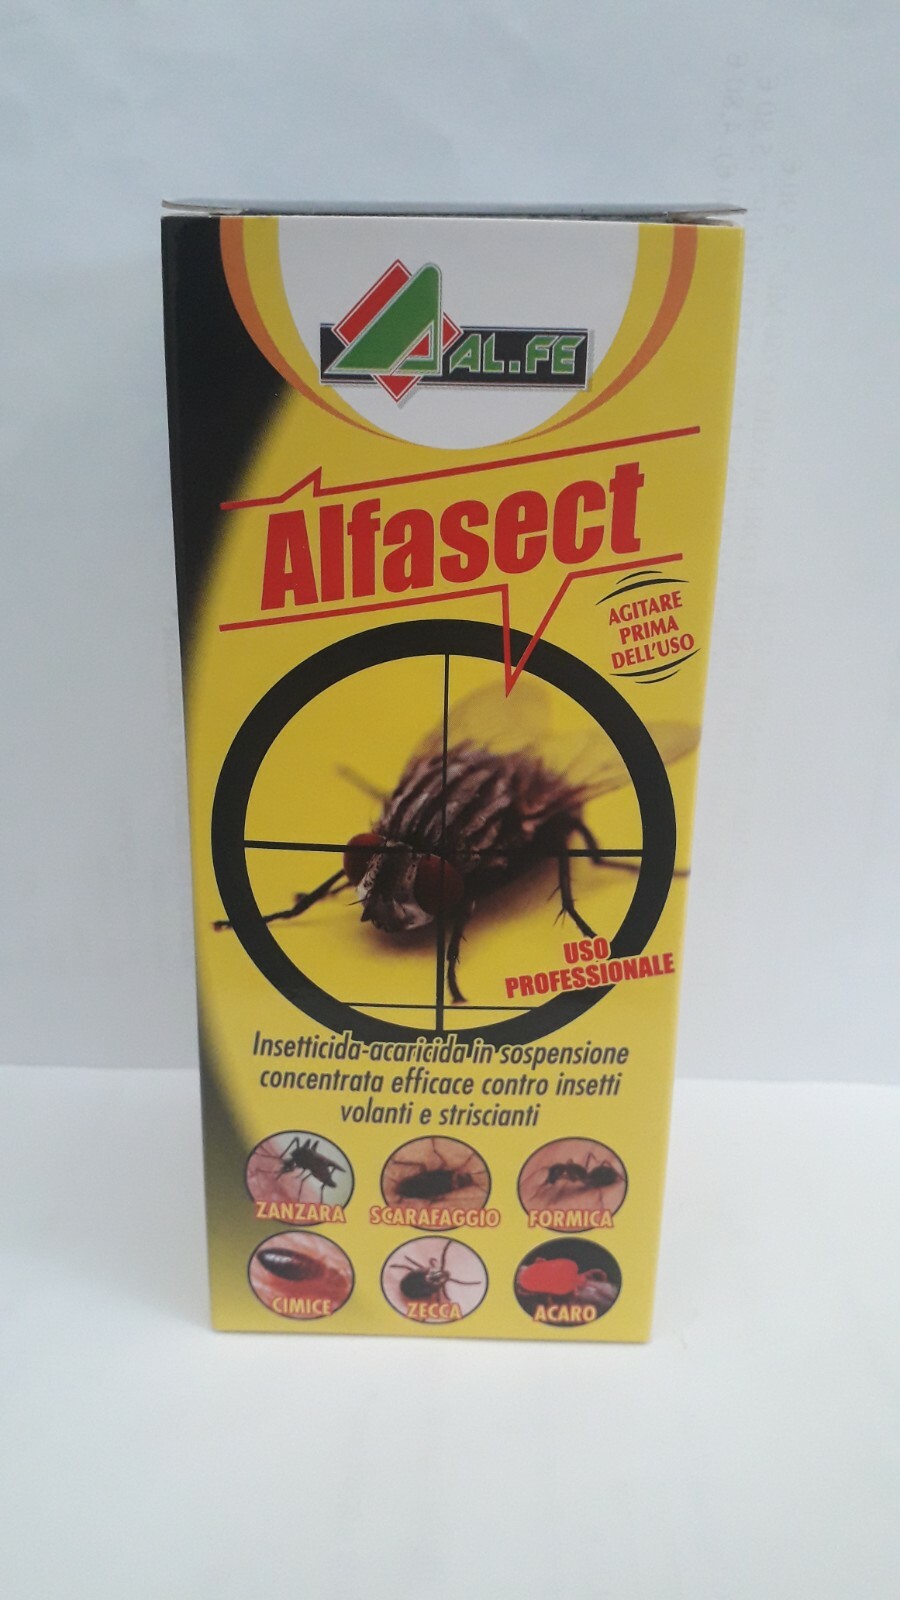 AL.FE
Alfasect
AGITARE
PRIMA
DELL'USO
USO
PROFESSIONALE
Insetticida-acaricida in sospensione
concentrata efficace contro insetti
volanti e striscianti
ZANZARA SCARAFAGGIO FORMICA
CIMICE ZECCA ACARO